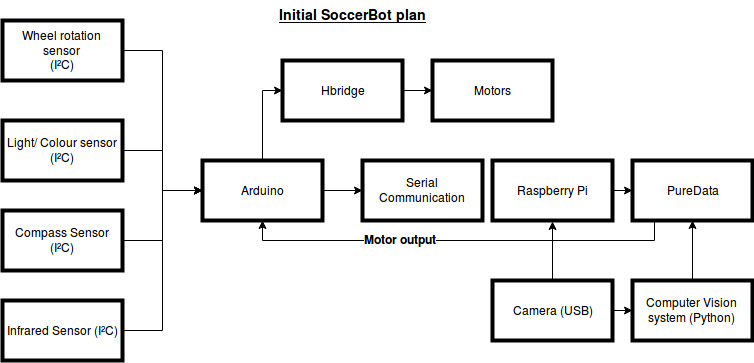 Initial SoccerBot plan
Wheel rotation
sensor
(I²C)
Hbridge
Motors
Light/ Colour sensor
(I²C)
Arduino
Serial
Communication
Raspberry Pi
PureData
Compass Sensor
(I²C)
Motor output
Infrared Sensor (I²C)
Camera (USB)
Computer Vision
system (Python)